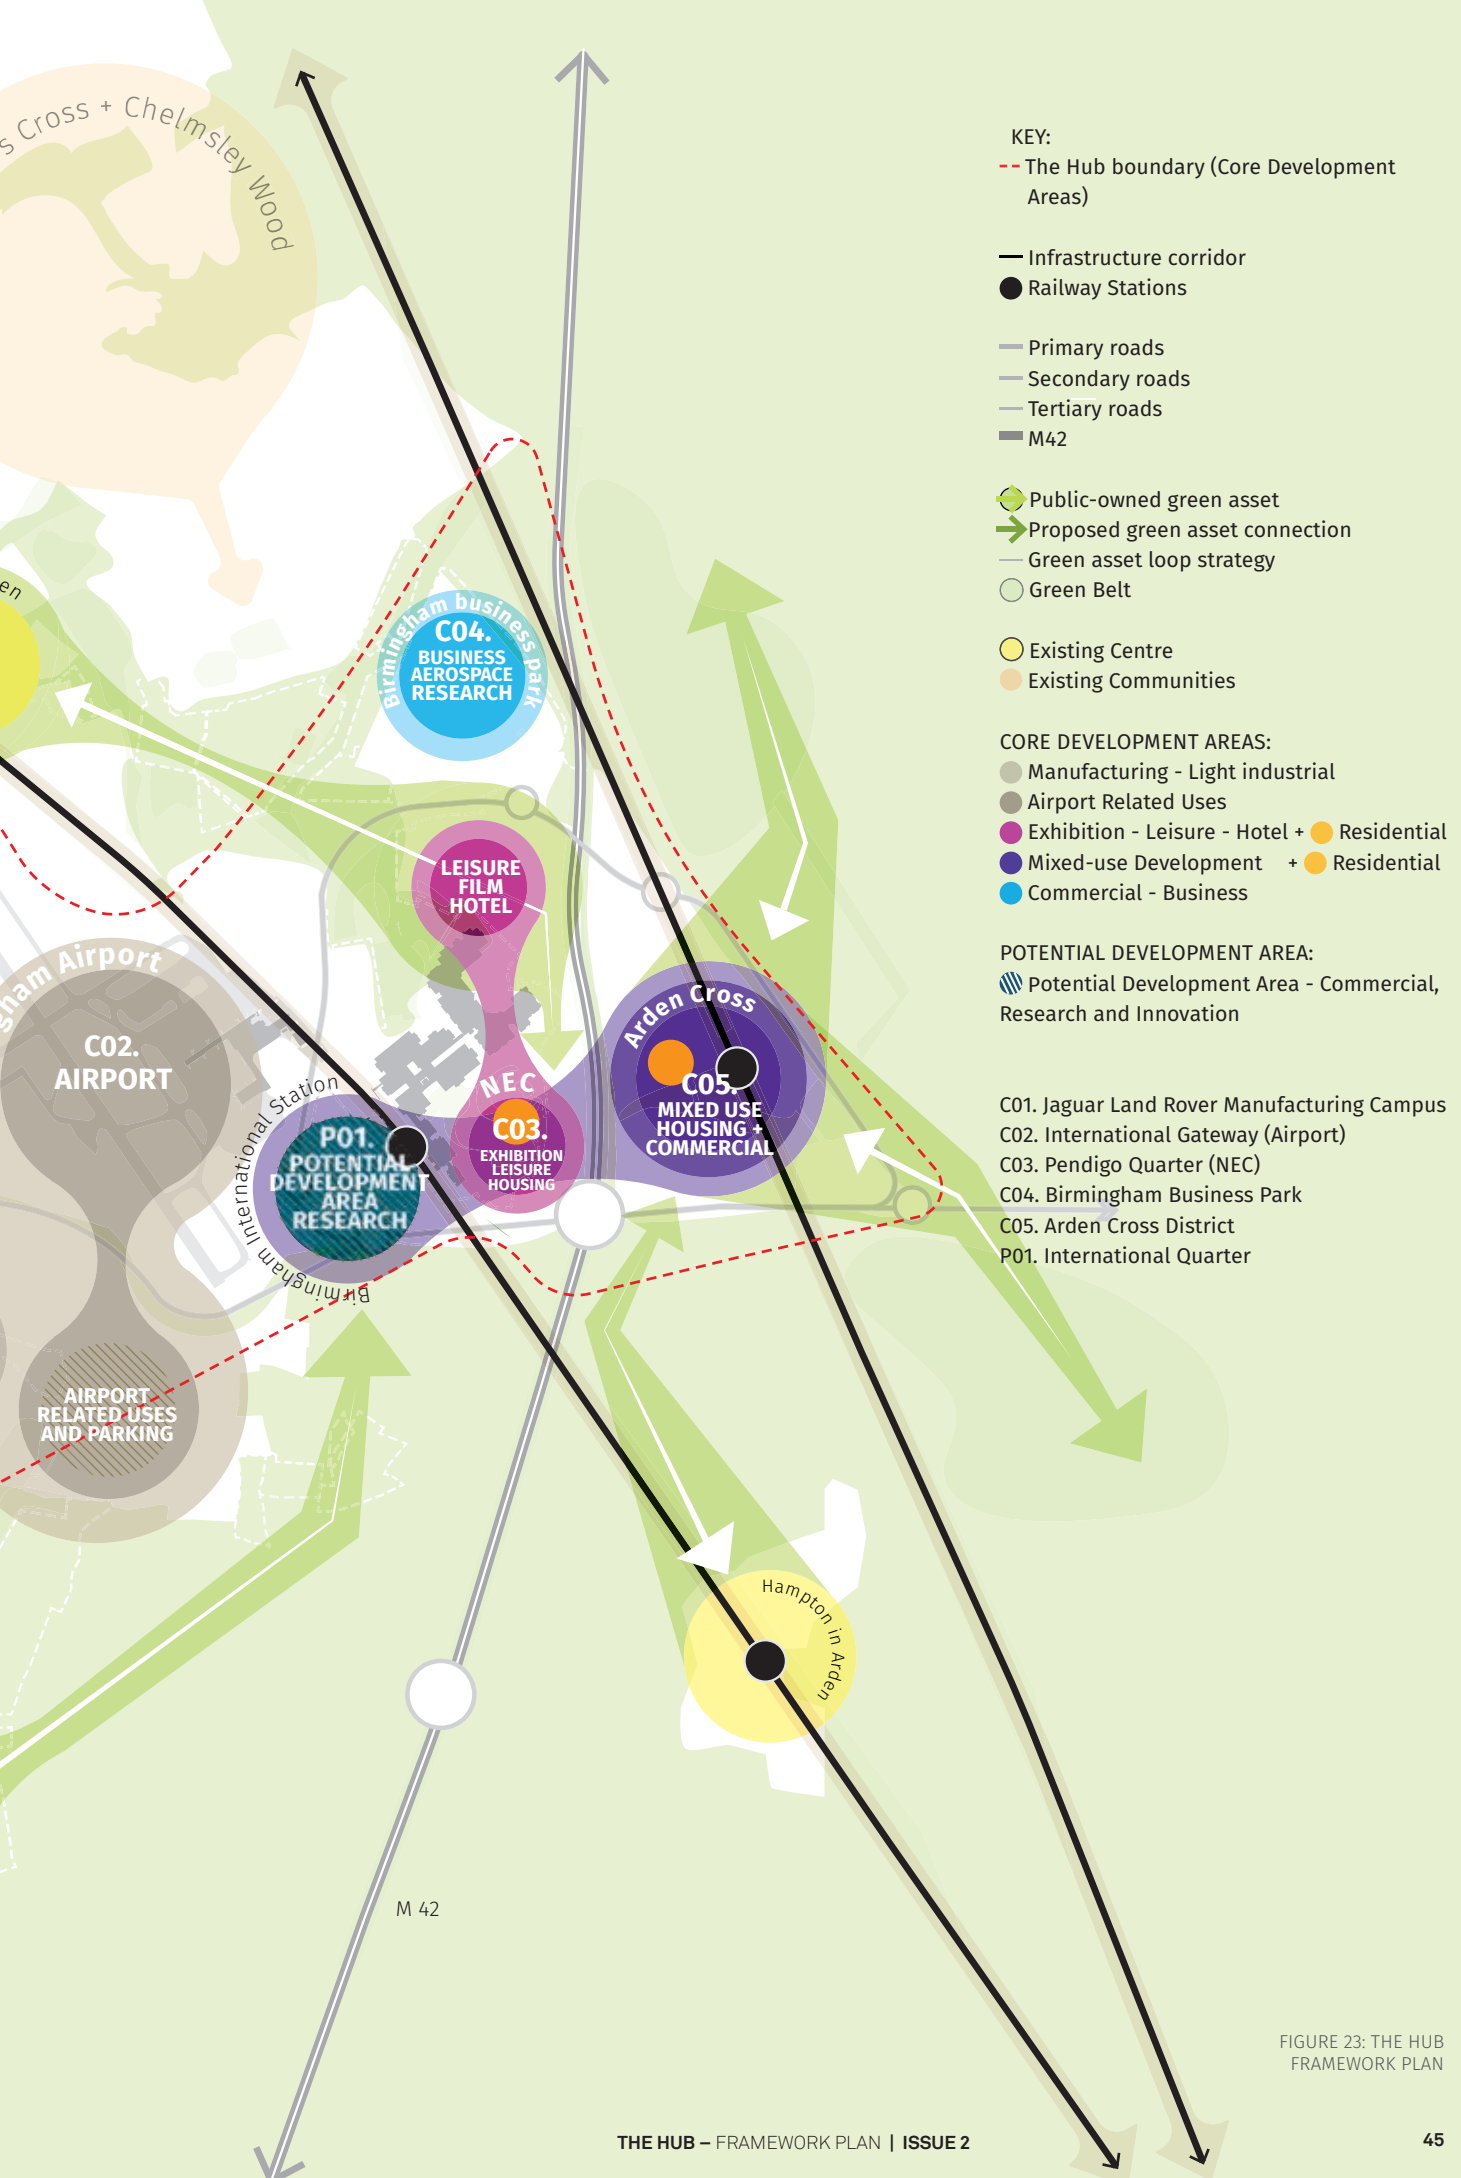 s Cross + Chelmsley Wood
KEY:
The Hub boundary (Core Development
Areas)
Infrastructure corridor
Railway Stations
Primary roads
Secondary roads
Tertiary roads
M42
Public-owned green asset
Proposed green asset connection
Green asset loop strategy
Green Belt
Existing Centre
Existing Communities
CORE DEVELOPMENT AREAS:
Manufacturing - Light industrial
Airport Related Uses
Exhibition - Leisure - Hotel + Residential
Mixed-use Development + Residential
Commercial - Business
POTENTIAL DEVELOPMENT AREA:
Potential Development Area - Commercial,
Research and Innovation
C01. Jaguar Land Rover Manufacturing Campus
C02. International Gateway (Airport)
C03. Pendigo Quarter (NEC)
C04. Birmingham Business Park
C05. Arden Cross District
P01. International Quarter
en
Birmingham business park
C04.
BUSINESS
AEROSPACE
RESEARCH
LEISURE
FILM
HOTEL
gham Airport
C02.
AIRPORT
Arden Cross
C05.
MIXED USE
HOUSING +
COMMERCIAL
NEC
C03.
EXHIBITION
LEISURE
HOUSING
Birmingham International Station
P01.
POTENTIAL
DEVELOPMENT
AREA
RESEARCH
AIRPORT
RELATED USES
AND PARKING
Hampton in Arden
M 42
FIGURE 23: THE HUB
FRAMEWORK PLAN
THE HUB – FRAMEWORK PLAN | ISSUE 2
45